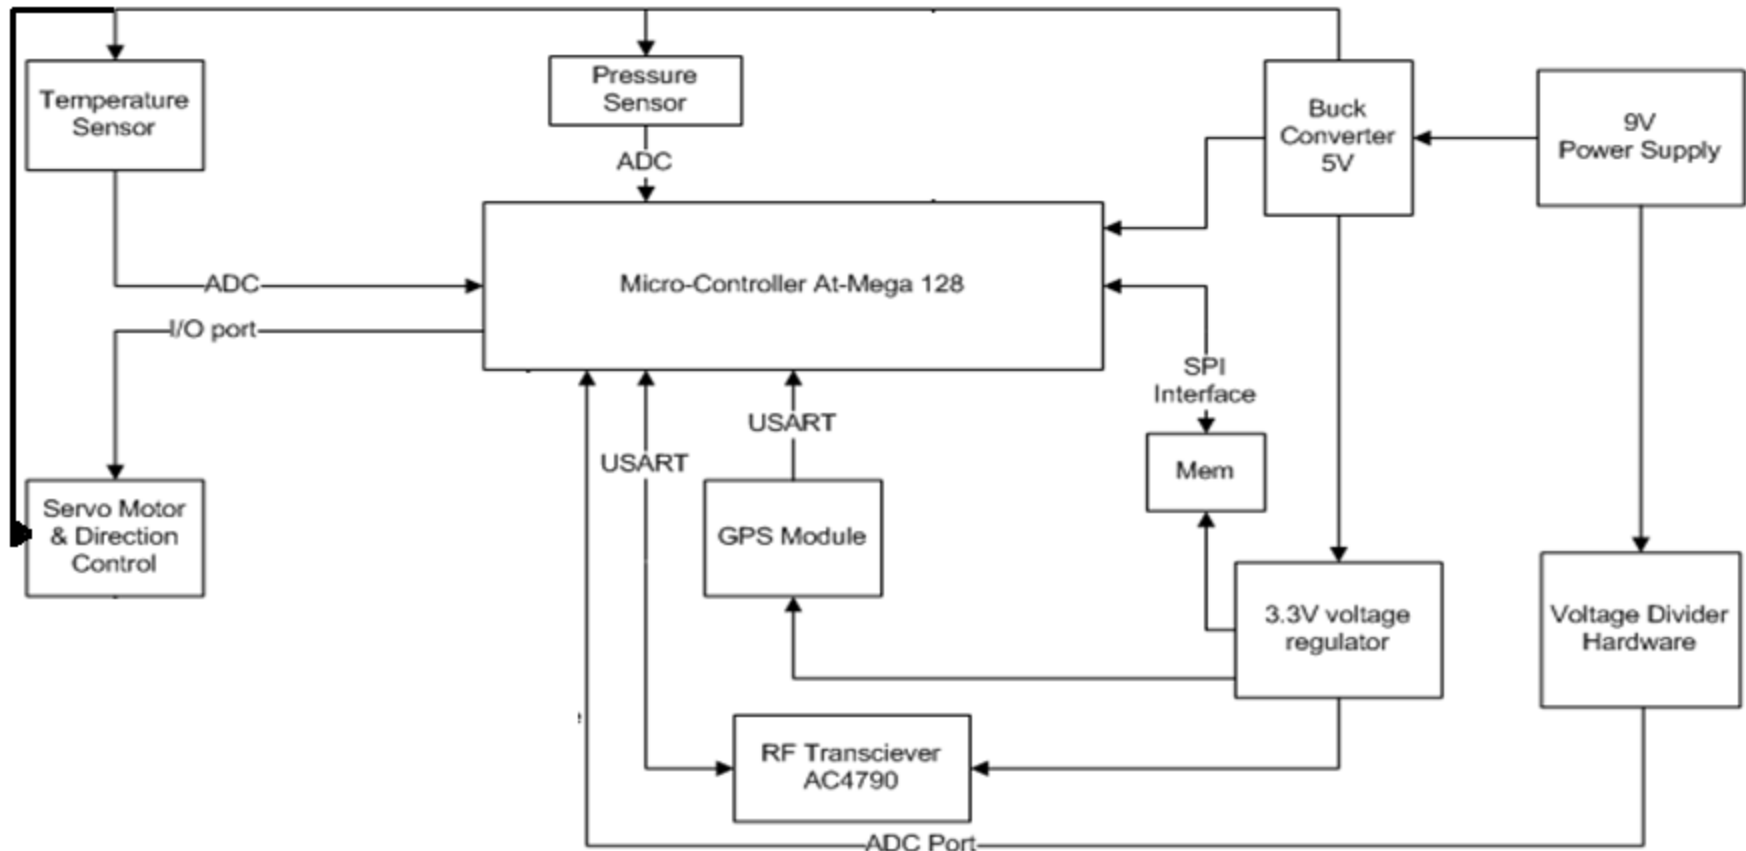 Temperature
Sensor
Pressure
Sensor
ADC
Buck
Converter
5V
9V
Power Supply
ADC
I/O port
Micro-Controller At-Mega 128
SPI
Interface
USART
USART
Mem
Servo Motor
& Direction
Control
GPS Module
3.3V voltage
regulator
Voltage Divider
Hardware
RF Transciever
AC4790
ADC Port